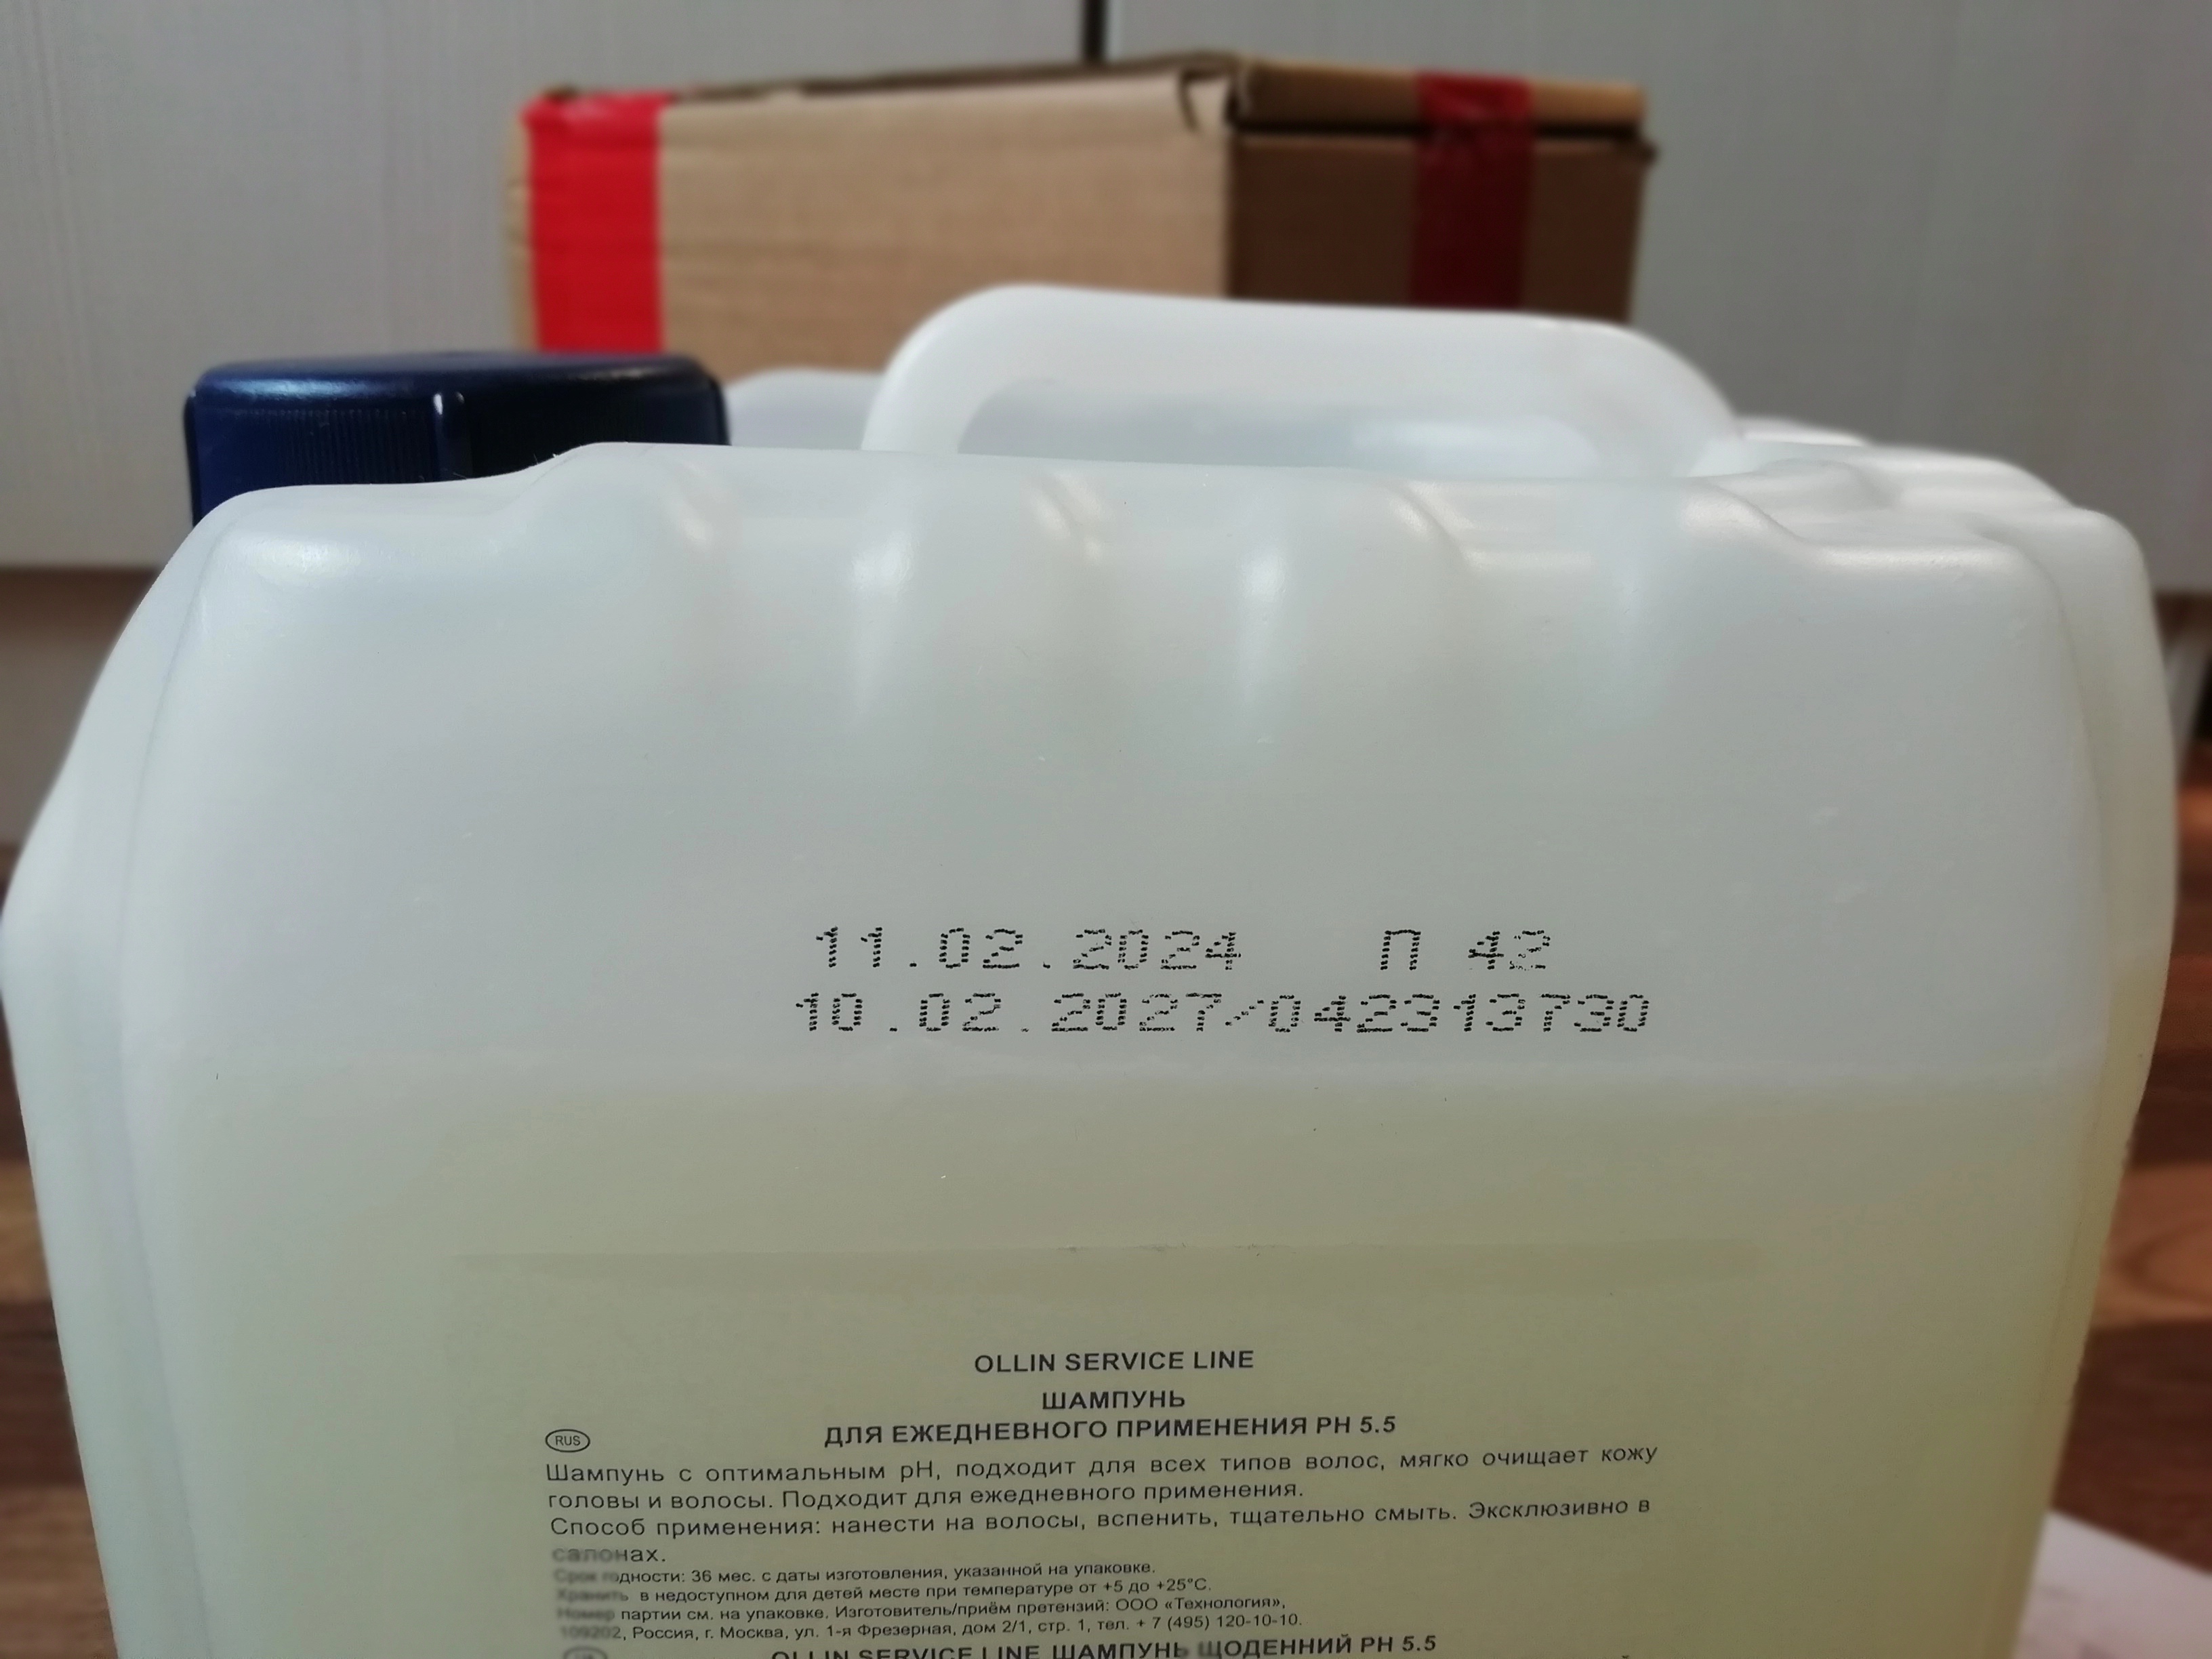 11.02.2024 П 42
10.02.2027/042313730
OLLIN SERVICE LINE
ШАМПУНЬ
ДЛЯ ЕЖЕДНЕВНОГО ПРИМЕНЕНИЯ PH 5.5
RUS
Шампунь с оптимальным pH, подходит для всех типов волос, мягко очищает кожу
головы и волосы. Подходит для ежедневного применения.
Способ применения: нанести на волосы, вспенить, тщательно смыть. Эксклюзивно в
салонах.
Срок годности: 36 мес. с даты изготовления, указанной на упаковке.
Хранить в недоступном для детей месте при температуре от +5 до +25°С.
Номер партии см. на упаковке. Изготовитель/приём претензий: ООО «Технология»,
109202, Россия, г. Москва, ул. 1-я Фрезерная, дом 2/1, стр. 1, тел. + 7 (495) 120-10-10.
OLLIN SERVICE LINE ШАМПУНЬ ЩОДЕННИЙ PH 5.5